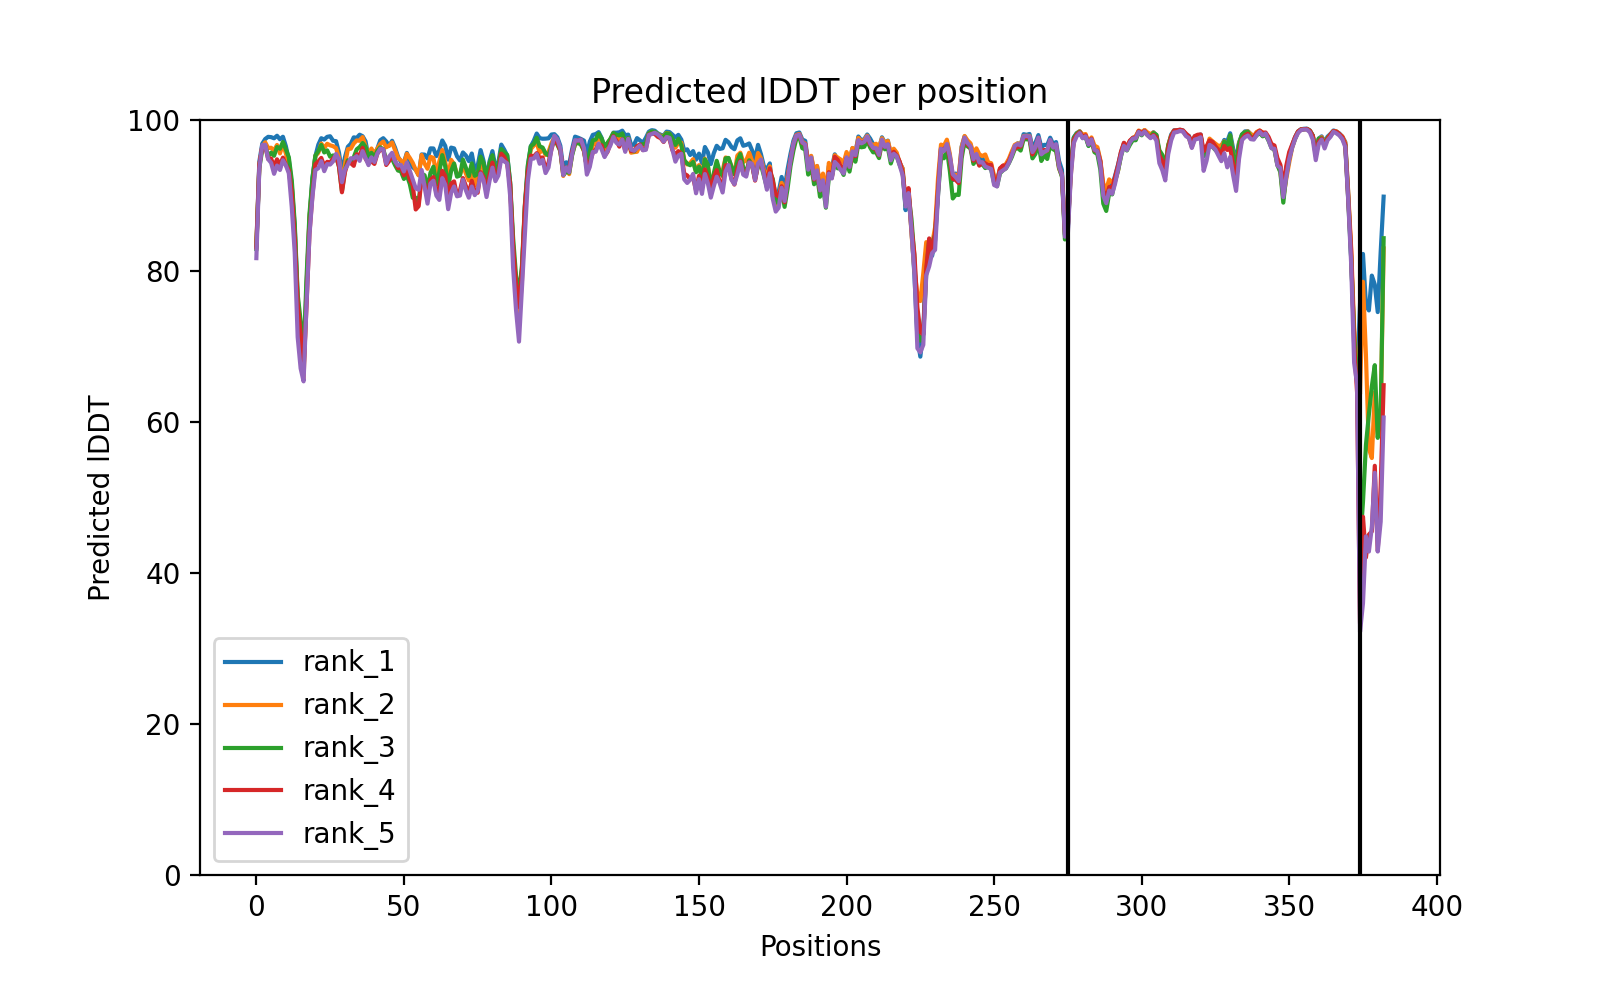 Predicted lDDT per position
100
80
60
40
20
0
Predicted lDDT
rank_1
rank_2
rank_3
rank_4
rank_5
0 50 100 150 200 250 300 350 400
Positions